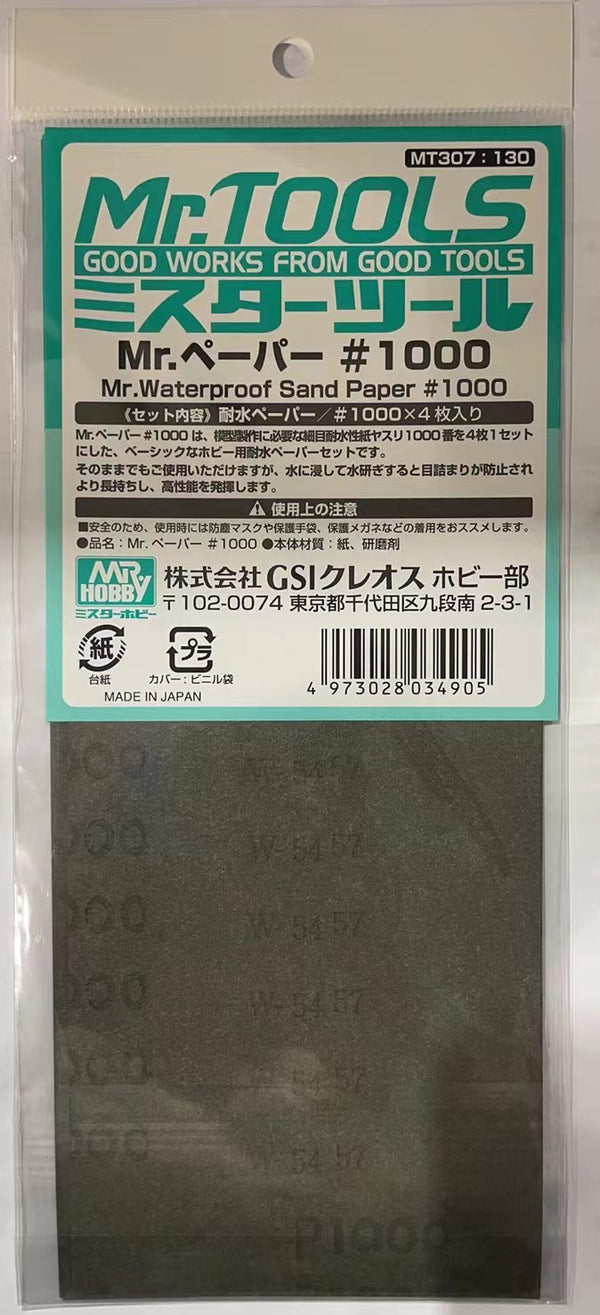 MT307:130
Mr.TOOLS
GOOD WORKS FROM GOOD TOOLS
ミスターツール
Mr.ペーパー #1000
Mr.Waterproof Sand Paper #1000
《セット内容》耐水ペーパー/#1000×4枚入り
Mr.ペーパー#1000は、模型製作に必要な細目耐水性紙ヤスリ1000番を4枚1セット
にした、ベーシックなホビー用耐水ペーパーセットです。
そのままでもご使用いただけますが、水に浸して水研ぎすると目詰まりが防止され
より長持ちし、高性能を発揮します。
使用上の注意
■安全のため、使用時には防塵マスクや保護手袋、保護メガネなどの着用をおススメします。
●品名:Mr.ペーパー #1000 ●本体材質:紙、研磨剤
MR HOBBY
ミスターホビー
株式会社 GSIクレオス ホビー部
〒102-0074 東京都千代田区九段南 2-3-1
紙
台紙
プラ
カバー:ビニル袋
MADE IN JAPAN
4 973028 034905
000 W-5457
000 W-5457
000 W-5457
000 W-5457
000 W-5457
000 W-5457
P1000